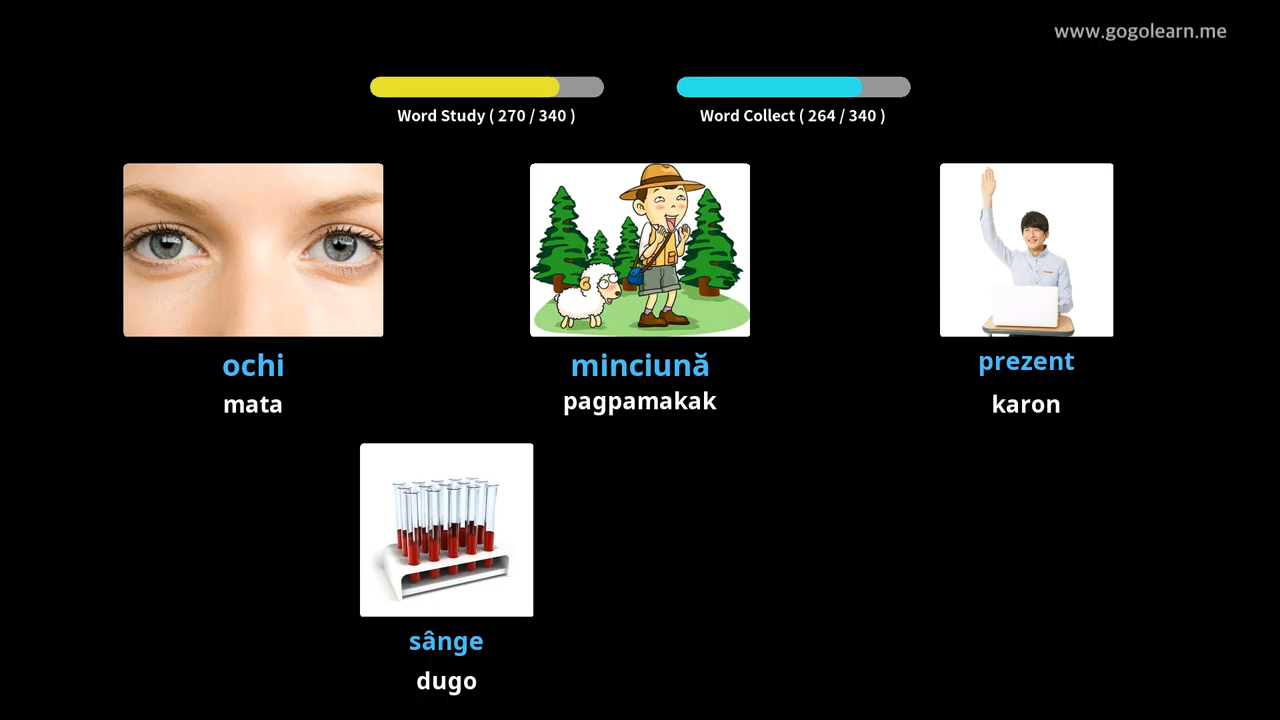 www.gogolearn.me
Word Study ( 270 / 340 )
Word Collect ( 264 / 340 )
ochi
mata
minciună
pagpamakak
prezent
karon
sânge
dugo